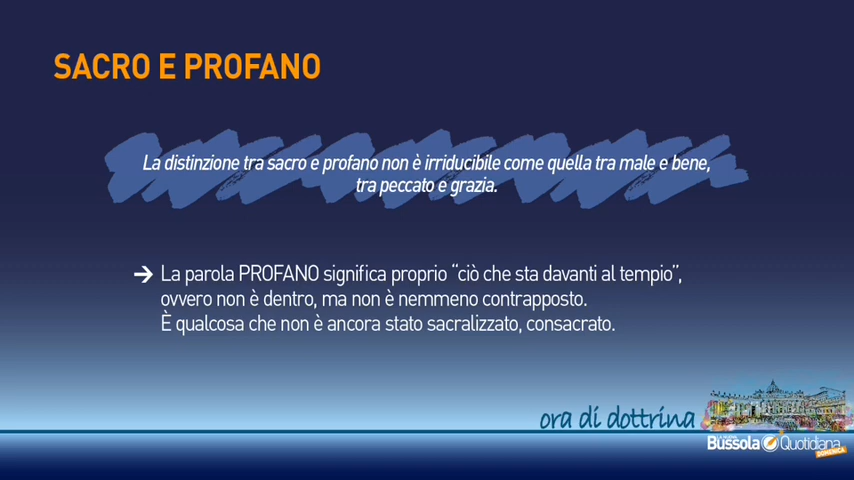 SACRO E PROFANO
La distinzione tra sacro e profano non è irriducibile come quella tra male e bene,
tra peccato e grazia.
→ La parola PROFANO significa proprio “ciò che sta davanti al tempio”,
ovvero non è dentro, ma non è nemmeno contrapposto.
È qualcosa che non è ancora stato sacralizzato, consacrato.
ora di dottrina
Bussola Quotidiana
DOMENICA